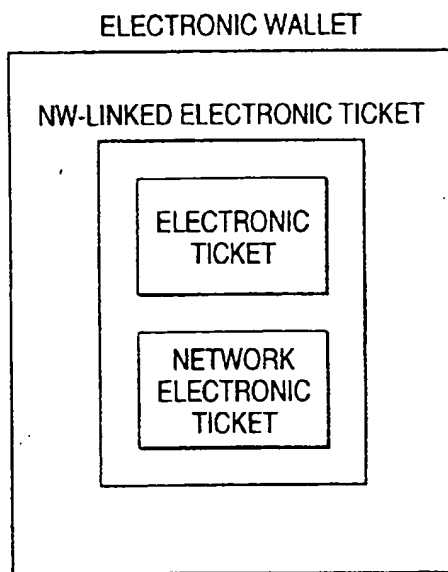 ELECTRONIC WALLET
NW-LINKED ELECTRONIC TICKET
ELECTRONIC
TICKET
NETWORK
ELECTRONIC
TICKET